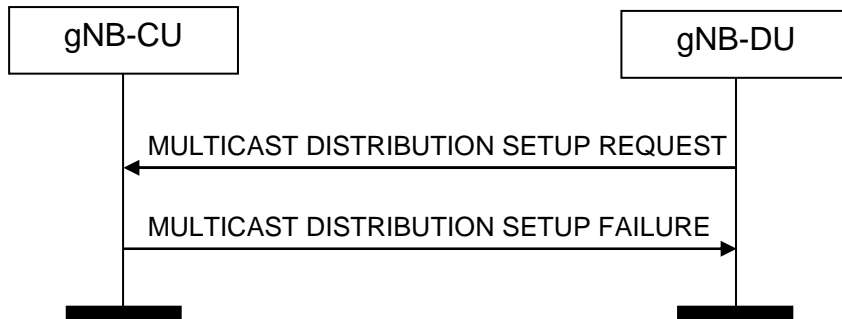 gNB-CU
gNB-DU
MULTICAST DISTRIBUTION SETUP REQUEST
MULTICAST DISTRIBUTION SETUP FAILURE